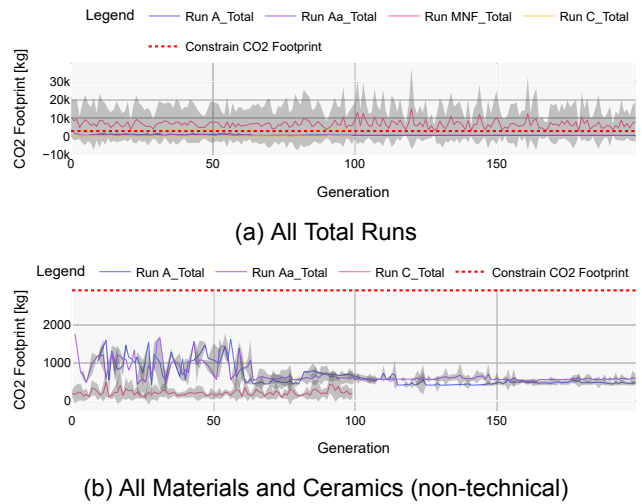 Legend Run A_Total Run Aa_Total Run MNF_Total Run C_Total
Constrain CO2 Footprint
CO2 Footprint [kg]
30k
20k
10k
0
−10k
0 50 100 150
Generation
(a) All Total Runs
Legend Run A_Total Run Aa_Total Run C_Total Constrain CO2 Footprint
CO2 Footprint [kg]
2000
1000
0
0 50 100 150
Generation
(b) All Materials and Ceramics (non-technical)